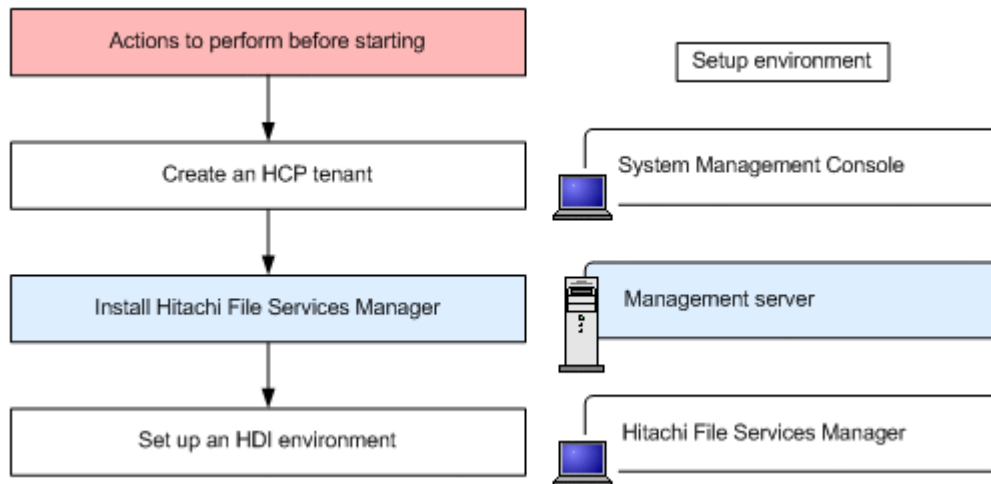 Actions to perform before starting
Setup environment
Create an HCP tenant
System Management Console
Install Hitachi File Services Manager
Management server
Set up an HDI environment
Hitachi File Services Manager